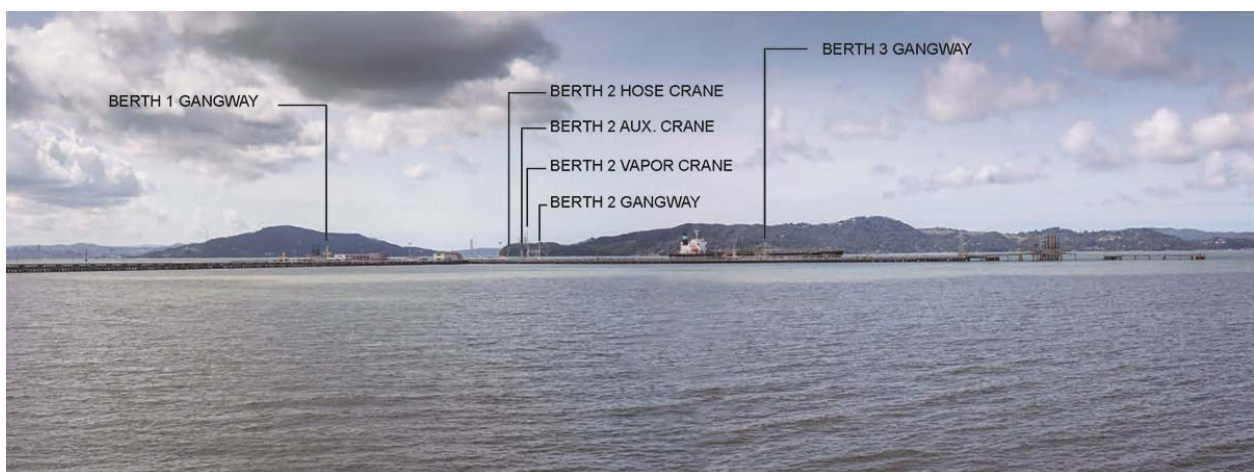 BERTH 3 GANGWAY
BERTH 1 GANGWAY
BERTH 2 HOSE CRANE
BERTH 2 AUX. CRANE
BERTH 2 VAPOR CRANE
BERTH 2 GANGWAY